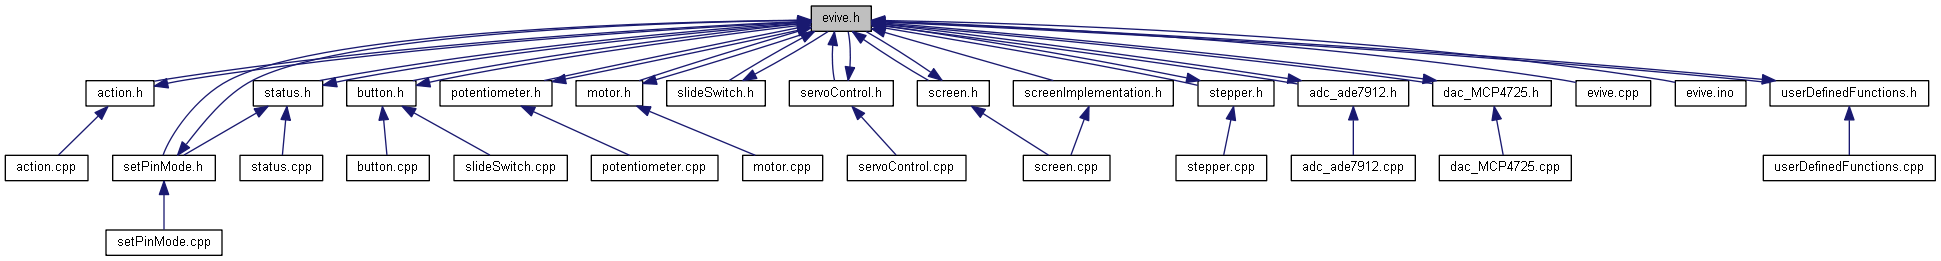 evive.h
action.h
status.h
button.h
potentiometer.h
motor.h
slideSwitch.h
servoControl.h
screen.h
screenImplementation.h
stepper.h
adc_ade7912.h
dac_MCP4725.h
evive.cpp
evive.ino
userDefinedFunctions.h
action.cpp
setPinMode.h
status.cpp
button.cpp
slideSwitch.cpp
potentiometer.cpp
motor.cpp
servoControl.cpp
screen.cpp
stepper.cpp
adc_ade7912.cpp
dac_MCP4725.cpp
userDefinedFunctions.cpp
setPinMode.cpp